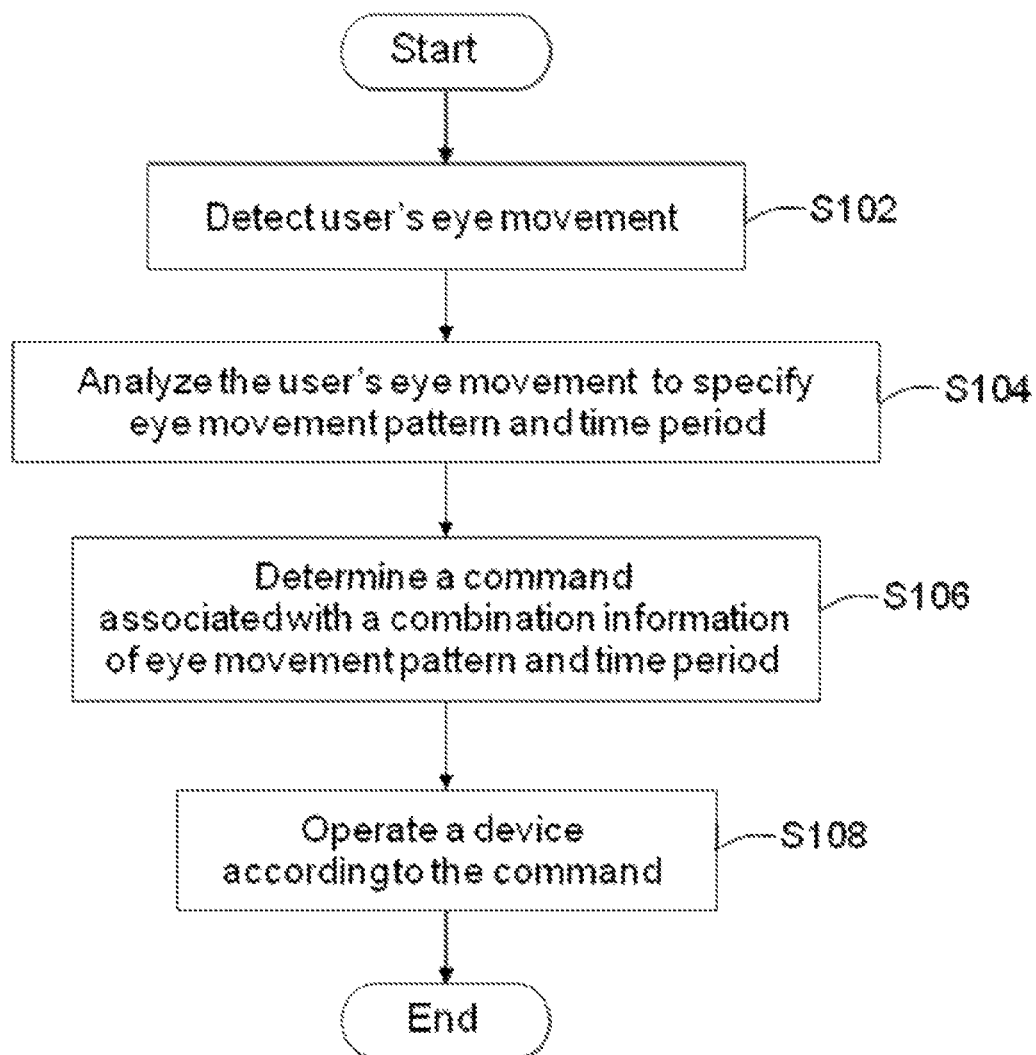 Start
Detect user's eye movement
S102
Analyze the user's eye movement to specify
eye movement pattern and time period
S104
Determine a command
associated with a combination information
of eye movement pattern and time period
S106
Operate a device
according to the command
S108
End